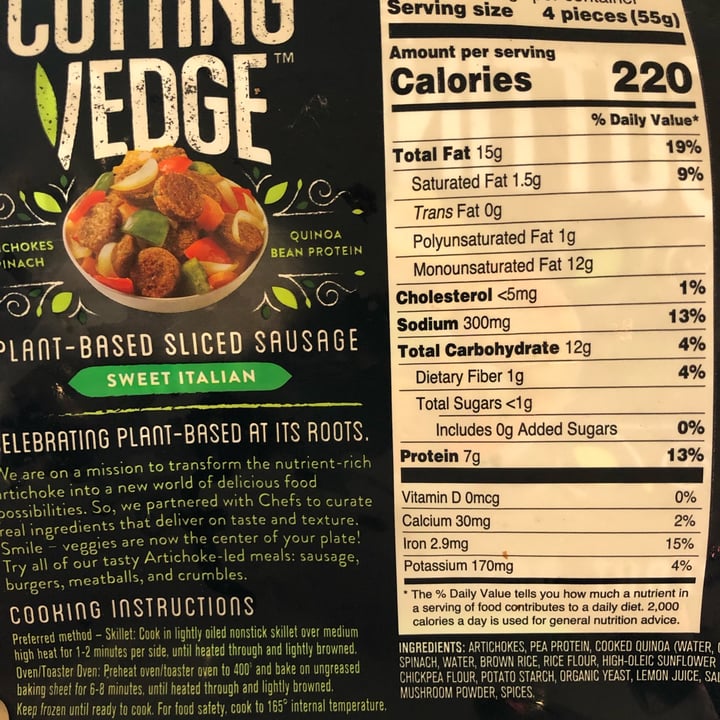 CUTTING
VEDGE™
QUINOA
BEAN PROTEIN
PLANT-BASED SLICED SAUSAGE
SWEET ITALIAN
CELEBRATING PLANT-BASED AT ITS ROOTS.
We are on a mission to transform the nutrient-rich
artichoke into a new world of delicious food
possibilities. So, we partnered with Chefs to curate
real ingredients that deliver on taste and texture.
Smile – veggies are now the center of your plate!
Try all of our tasty Artichoke-led meals: sausage,
burgers, meatballs, and crumbles.
COOKING INSTRUCTIONS
Preferred method – Skillet: Cook in lightly oiled nonstick skillet over medium
high heat for 1-2 minutes per side, until heated through and lightly browned.
Oven/Toaster Oven: Preheat oven/toaster oven to 400° and bake on ungreased
baking sheet for 6-8 minutes, until heated through and lightly browned.
Keep frozen until ready to cook. For food safety, cook to 165° internal temperature.
Serving size 4 pieces (55g)
Amount per serving
Calories 220
% Daily Value*
Total Fat 15g 19%
Saturated Fat 1.5g 9%
Trans Fat 0g
Polyunsaturated Fat 1g
Monounsaturated Fat 12g
Cholesterol <5mg 1%
Sodium 300mg 13%
Total Carbohydrate 12g 4%
Dietary Fiber 1g 4%
Total Sugars <1g
Includes 0g Added Sugars 0%
Protein 7g 13%
Vitamin D 0mcg 0%
Calcium 30mg 2%
Iron 2.9mg 15%
Potassium 170mg 4%
* The % Daily Value tells you how much a nutrient in
a serving of food contributes to a daily diet. 2,000
calories a day is used for general nutrition advice.
INGREDIENTS: ARTICHOKES, PEA PROTEIN, COOKED QUINOA (WATER,
SPINACH, WATER, BROWN RICE, RICE FLOUR, HIGH-OLEIC SUNFLOWER
CHICKPEA FLOUR, POTATO STARCH, ORGANIC YEAST, LEMON JUICE,
MUSHROOM POWDER, SPICES.